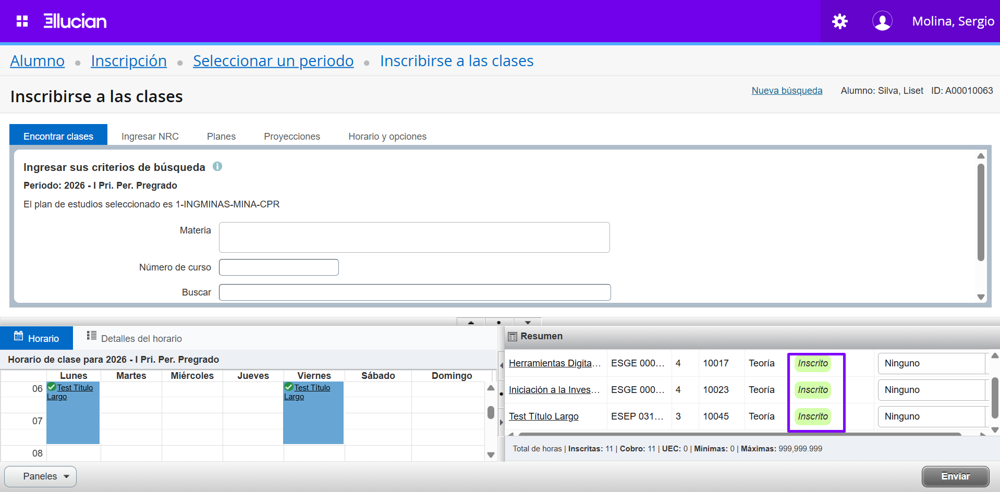 Ellucian
Molina, Sergio
Alumno • Inscripción • Seleccionar un periodo • Inscribirse a las clases
Inscribirse a las clases
Nueva búsqueda Alumno: Silva, Liset ID: A00010063
Encontrar clases Ingresar NRC Planes Proyecciones Horario y opciones
Ingresar sus criterios de búsqueda
Periodo: 2026 - I Pri. Per. Pregrado
El plan de estudios seleccionado es 1-INGMINAS-MINA-CPR
Materia
Número de curso
Buscar
Horario Detalles del horario
Horario de clase para 2026 - I Pri. Per. Pregrado
Lunes Martes Miércoles Jueves Viernes Sábado Domingo
06 Test Título Largo Test Título Largo
07
08
Resumen
Herramientas Digita… ESGE 000… 4 10017 Teoría Inscrito Ninguno
Iniciación a la Inves… ESGE 000… 4 10023 Teoría Inscrito Ninguno
Test Título Largo ESEP 031… 3 10045 Teoría Inscrito Ninguno
Total de horas | Inscritas: 11 | Cobro: 11 | UEC: 0 | Mínimas: 0 | Máximas: 999,999.999
Paneles
Enviar